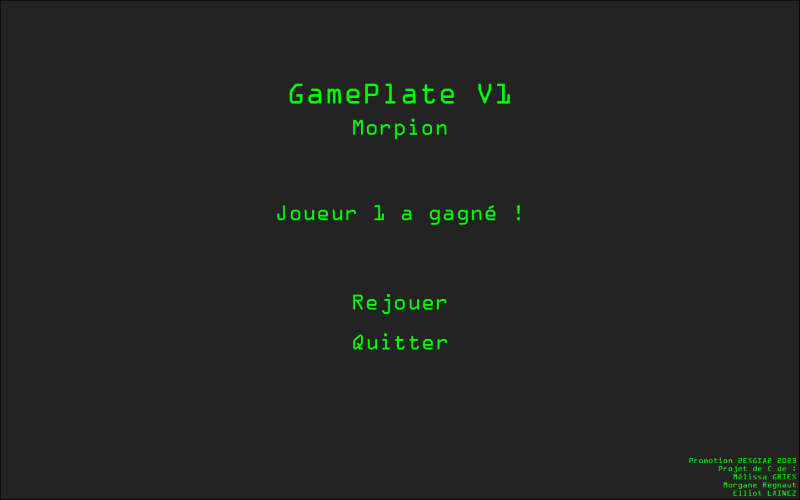 GamePlate V1
Morpion
Joueur 1 a gagné !
Rejouer
Quitter
Promotion 2ESGIA2 2023
Projet de C de :
Mélissa GRIES
Morgane Regnaut
Elliot LAINEZ